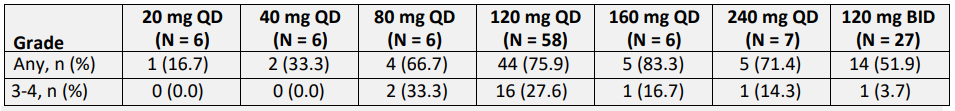 Grade 20 mg QD (N = 6) 40 mg QD (N = 6) 80 mg QD (N = 6) 120 mg QD (N = 58) 160 mg QD (N = 6) 240 mg QD (N = 7) 120 mg BID (N = 27)
Any, n (%) 1 (16.7) 2 (33.3) 4 (66.7) 44 (75.9) 5 (83.3) 5 (71.4) 14 (51.9)
3-4, n (%) 0 (0.0) 0 (0.0) 2 (33.3) 16 (27.6) 1 (16.7) 1 (14.3) 1 (3.7)